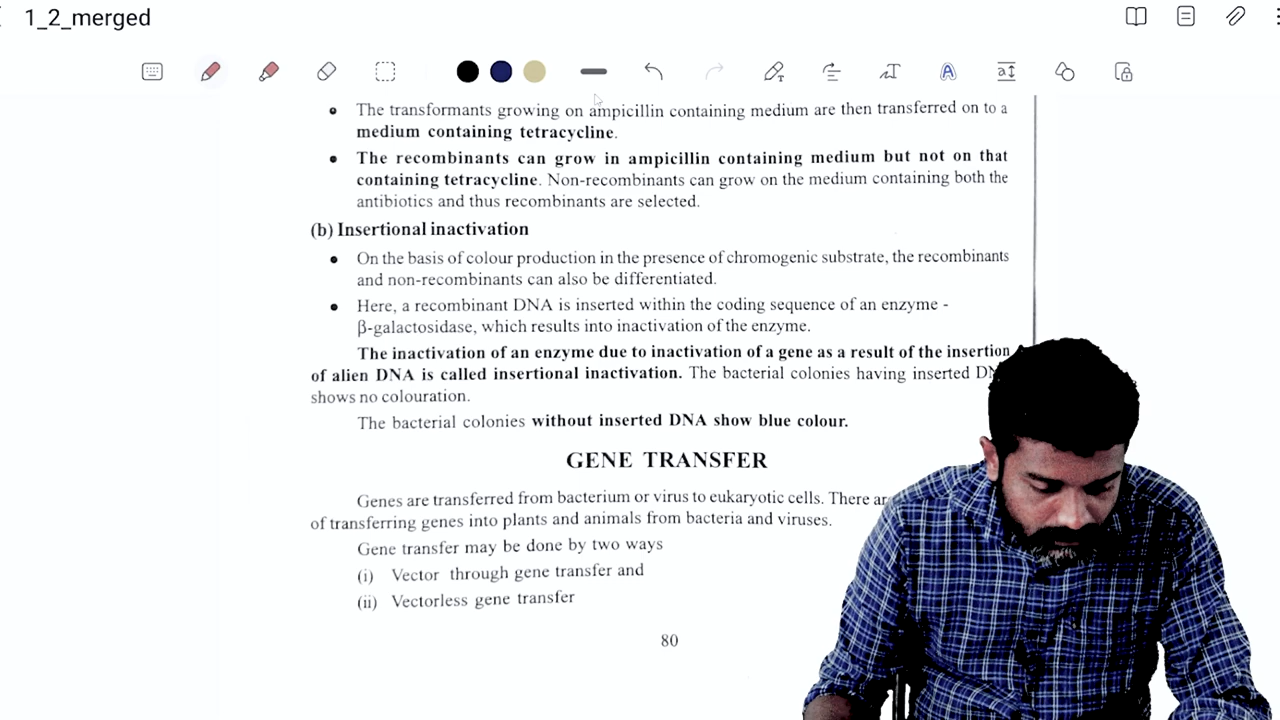 1_2_merged
The transformants growing on ampicillin containing medium are then transferred on to a
medium containing tetracycline.
The recombinants can grow in ampicillin containing medium but not on that
containing tetracycline. Non-recombinants can grow on the medium containing both the
antibiotics and thus recombinants are selected.
(b) Insertional inactivation
On the basis of colour production in the presence of chromogenic substrate, the recombinants
and non-recombinants can also be differentiated.
Here, a recombinant DNA is inserted within the coding sequence of an enzyme -
β-galactosidase, which results into inactivation of the enzyme.
The inactivation of an enzyme due to inactivation of a gene as a result of the insertion
of alien DNA is called insertional inactivation. The bacterial colonies having inserted
shows no colouration.
The bacterial colonies without inserted DNA show blue colour.
GENE TRANSFER
Genes are transferred from bacterium or virus to eukaryotic cells. There
of transferring genes into plants and animals from bacteria and viruses.
Gene transfer may be done by two ways
(i) Vector through gene transfer and
(ii) Vectorless gene transfer
80